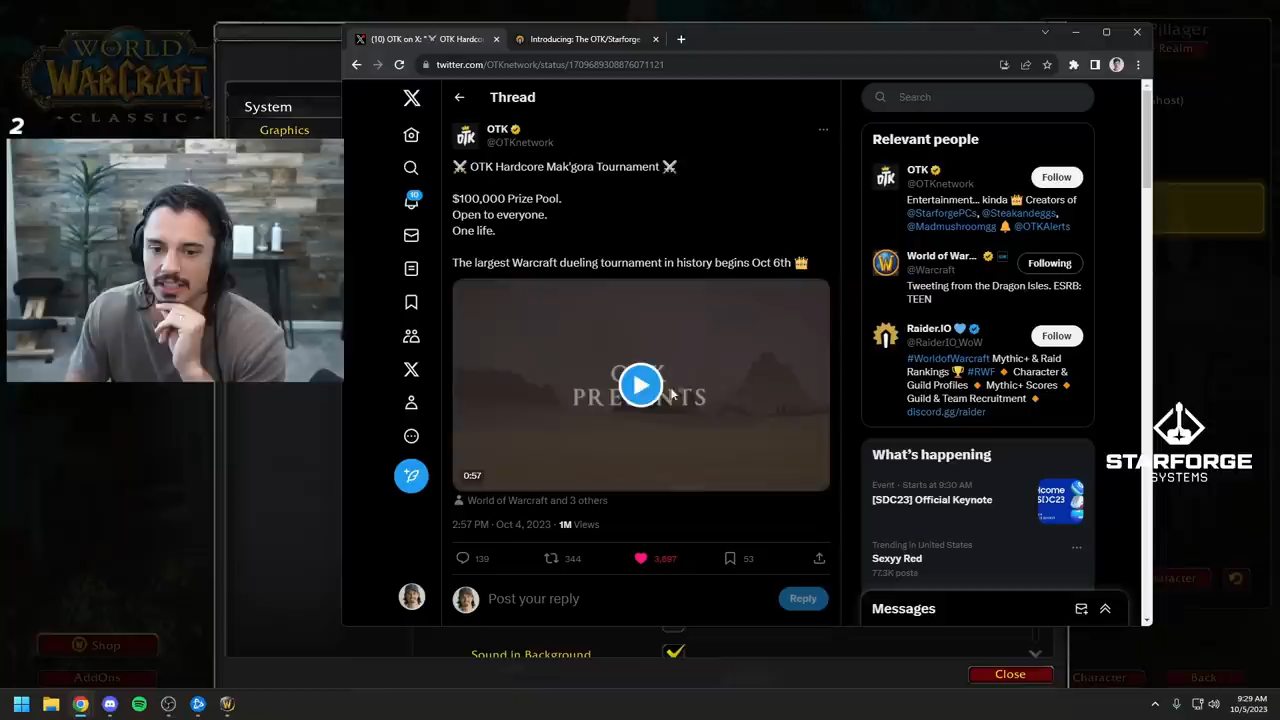 WORLD
WARCRAFT
CLASSIC
2
System
Graphics
(10) OTK on X: "⚔ OTK Hardco
Introducing: The OTK/Starforge
twitter.com/OTKnetwork/status/1709689308876071121
Thread
OTK
@OTKnetwork
⚔ OTK Hardcore Mak'gora Tournament ⚔
$100,000 Prize Pool.
Open to everyone.
One life.
The largest Warcraft dueling tournament in history begins Oct 6th 👑
0:57
World of Warcraft and 3 others
2:57 PM · Oct 4, 2023 · 1M Views
139
344
53
Post your reply
Reply
10
Search
Relevant people
OTK
@OTKnetwork
Follow
Entertainment... kinda 👑 Creators of
@StarforgePCs, @Steakandeggs,
@Madmushroomgg 🔔 @OTKAlerts
World of War...
@Warcraft
Following
Tweeting from the Dragon Isles. ESRB:
TEEN
Raider.IO 💙
@RaiderIO_WoW
Follow
#WorldofWarcraft Mythic+ & Raid
Rankings 🏆 #RWF 🔸 Character &
Guild Profiles 🔸 Mythic+ Scores 🔸
Guild & Team Recruitment 🔸
discord.gg/raider
What's happening
Event · Starts at 9:30 AM
[SDC23] Official Keynote
Trending in United States
Sexyy Red
77.3K posts
Messages
STARFORGE
SYSTEMS
Pillager
Realm
Shop
AddOns
Sound in Background
Close
Character
Back
9:29 AM
10/5/2023